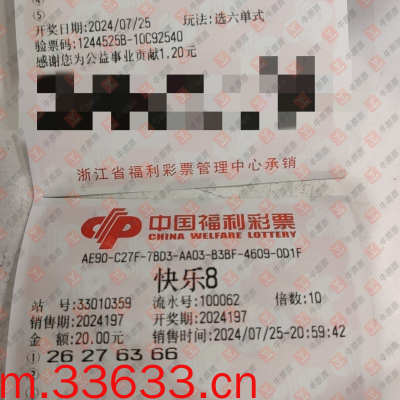 ⑤
开奖日期:2024/07/25 玩法:选六单式
验票码:1244525B-10C92540
感谢您为公益事业贡献1.20元
浙江省福利彩票管理中心承销
中国福利彩票
CHINA WELFARE LOTTERY
AE90-C27F-7BD3-AA03-B3BF-4609-0D1F
快乐8
站 号:33010359 流水号:100062 倍数:10
销售期:2024197 开奖期:2024197
金 额:20.00元 销售时间:2024/07/25-20:59:42
① 26 27 63 66
m.33633.cn